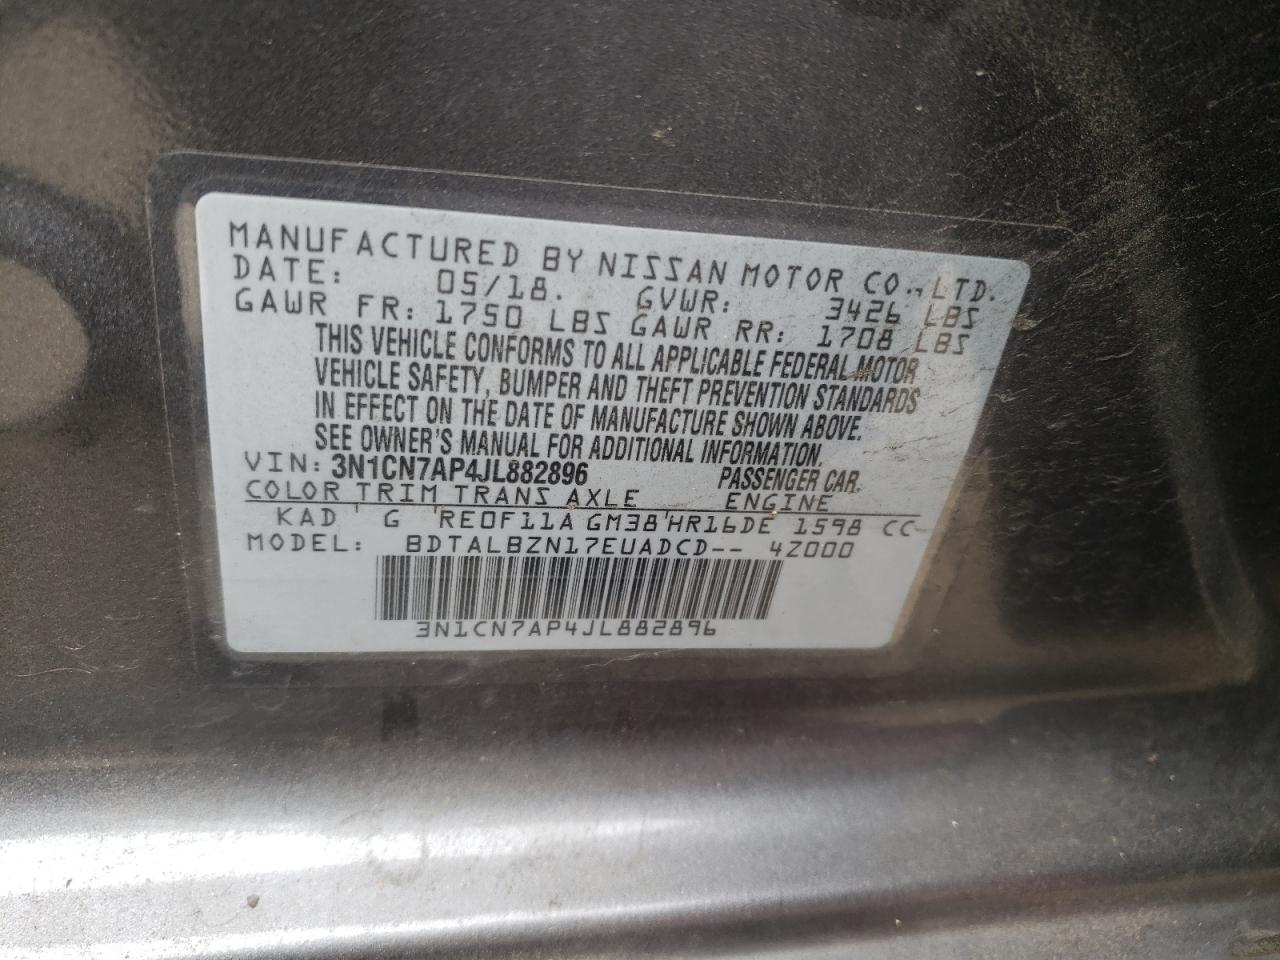 MANUFACTURED BY NISSAN MOTOR CO., LTD.
DATE: 05/18. GVWR: 3426 LBS
GAWR FR: 1750 LBS GAWR RR: 1708 LBS
THIS VEHICLE CONFORMS TO ALL APPLICABLE FEDERAL MOTOR
VEHICLE SAFETY, BUMPER AND THEFT PREVENTION STANDARDS
IN EFFECT ON THE DATE OF MANUFACTURE SHOWN ABOVE.
SEE OWNER'S MANUAL FOR ADDITIONAL INFORMATION.
VIN: 3N1CN7AP4JL882896 PASSENGER CAR.
COLOR TRIM TRANS AXLE ENGINE
KAD ' G 'RE0F11A GM38'HR16DE 1598 CC
MODEL: BDTALBZN17EUADCD-- 4Z000
3N1CN7AP4JL882896